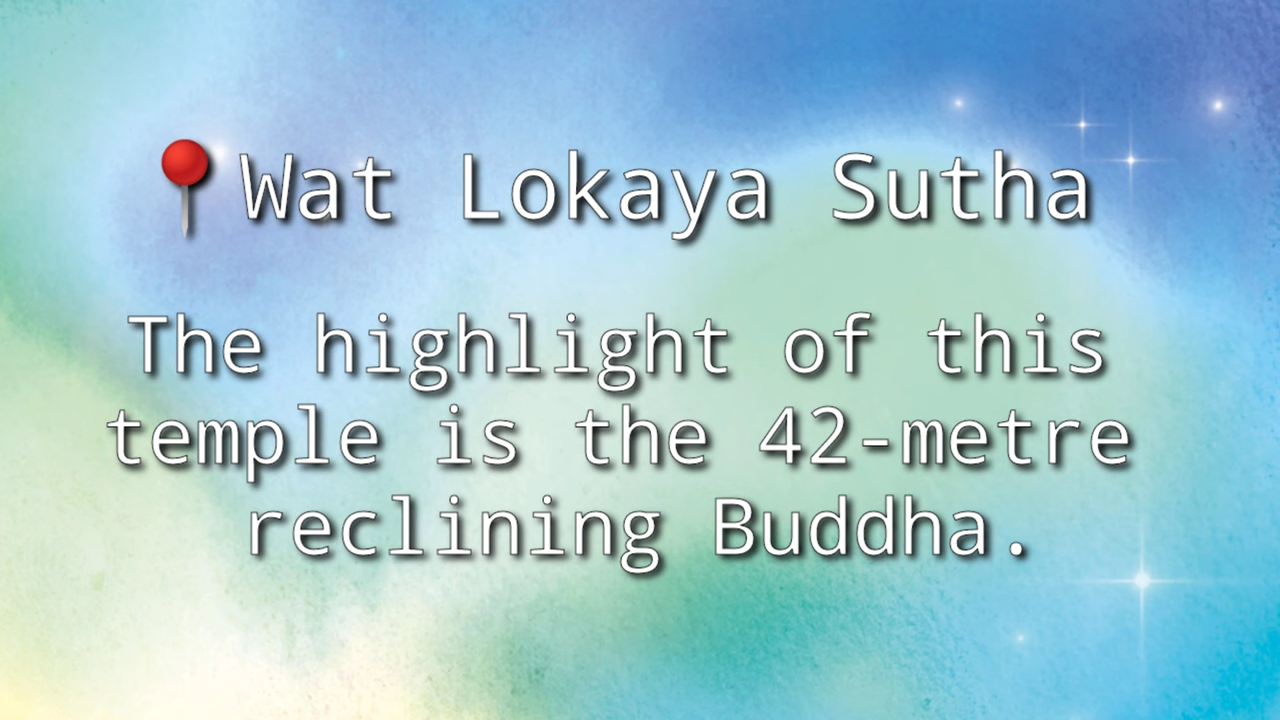 📍Wat Lokaya Sutha
The highlight of this
temple is the 42-metre
reclining Buddha.